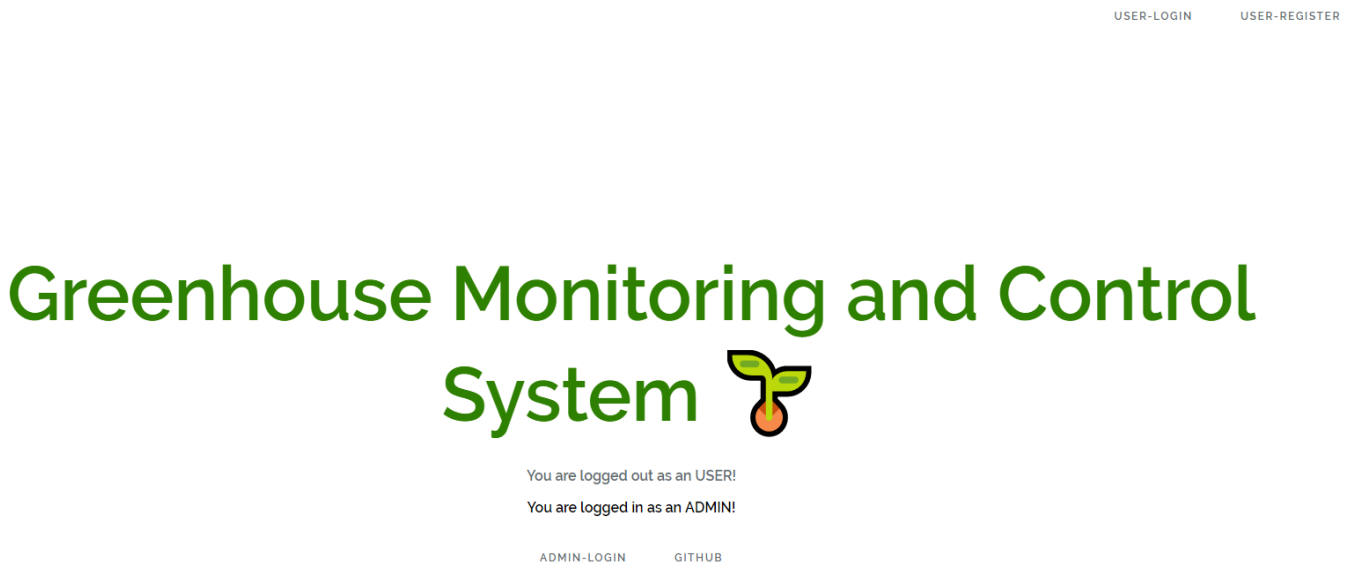 USER-LOGIN USER-REGISTER
Greenhouse Monitoring and Control
System
You are logged out as an USER!
You are logged in as an ADMIN!
ADMIN-LOGIN GITHUB